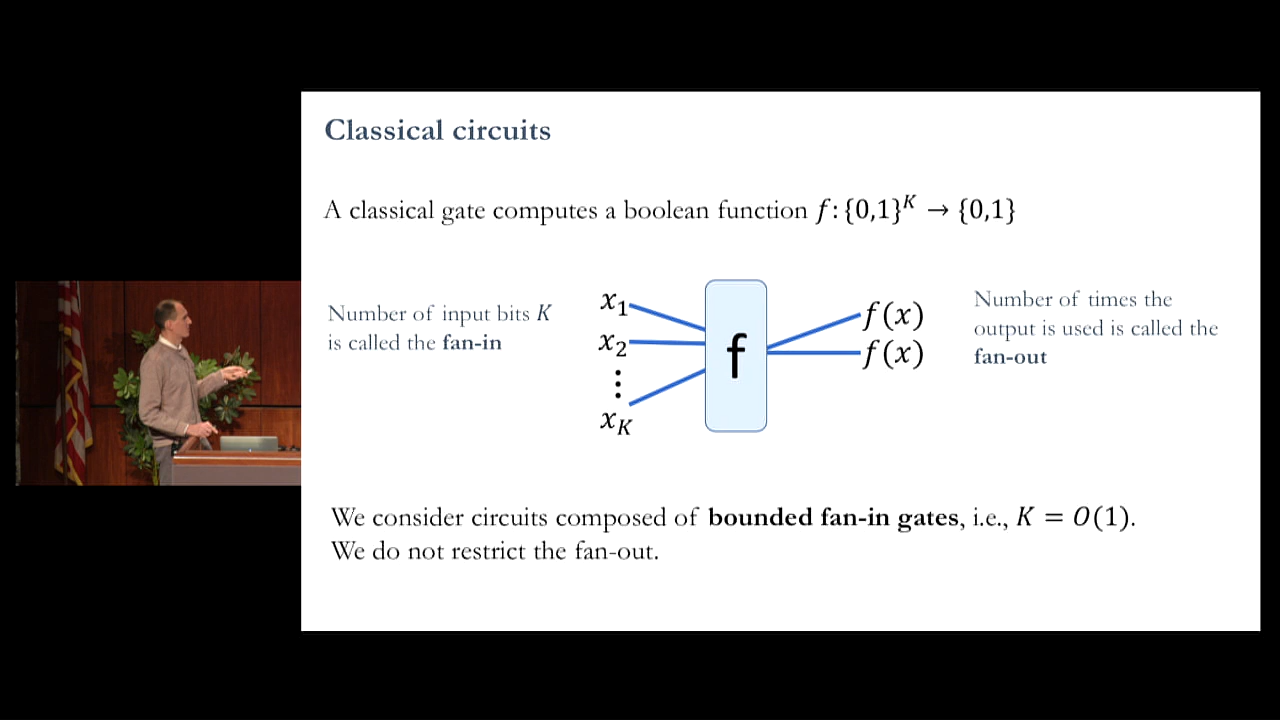 Classical circuits
A classical gate computes a boolean function f:{0,1}ᴷ → {0,1}
Number of input bits K
is called the fan-in
x₁
x₂
⋮
x_K
f
f(x)
f(x)
Number of times the
output is used is called the
fan-out
We consider circuits composed of bounded fan-in gates, i.e., K = O(1).
We do not restrict the fan-out.